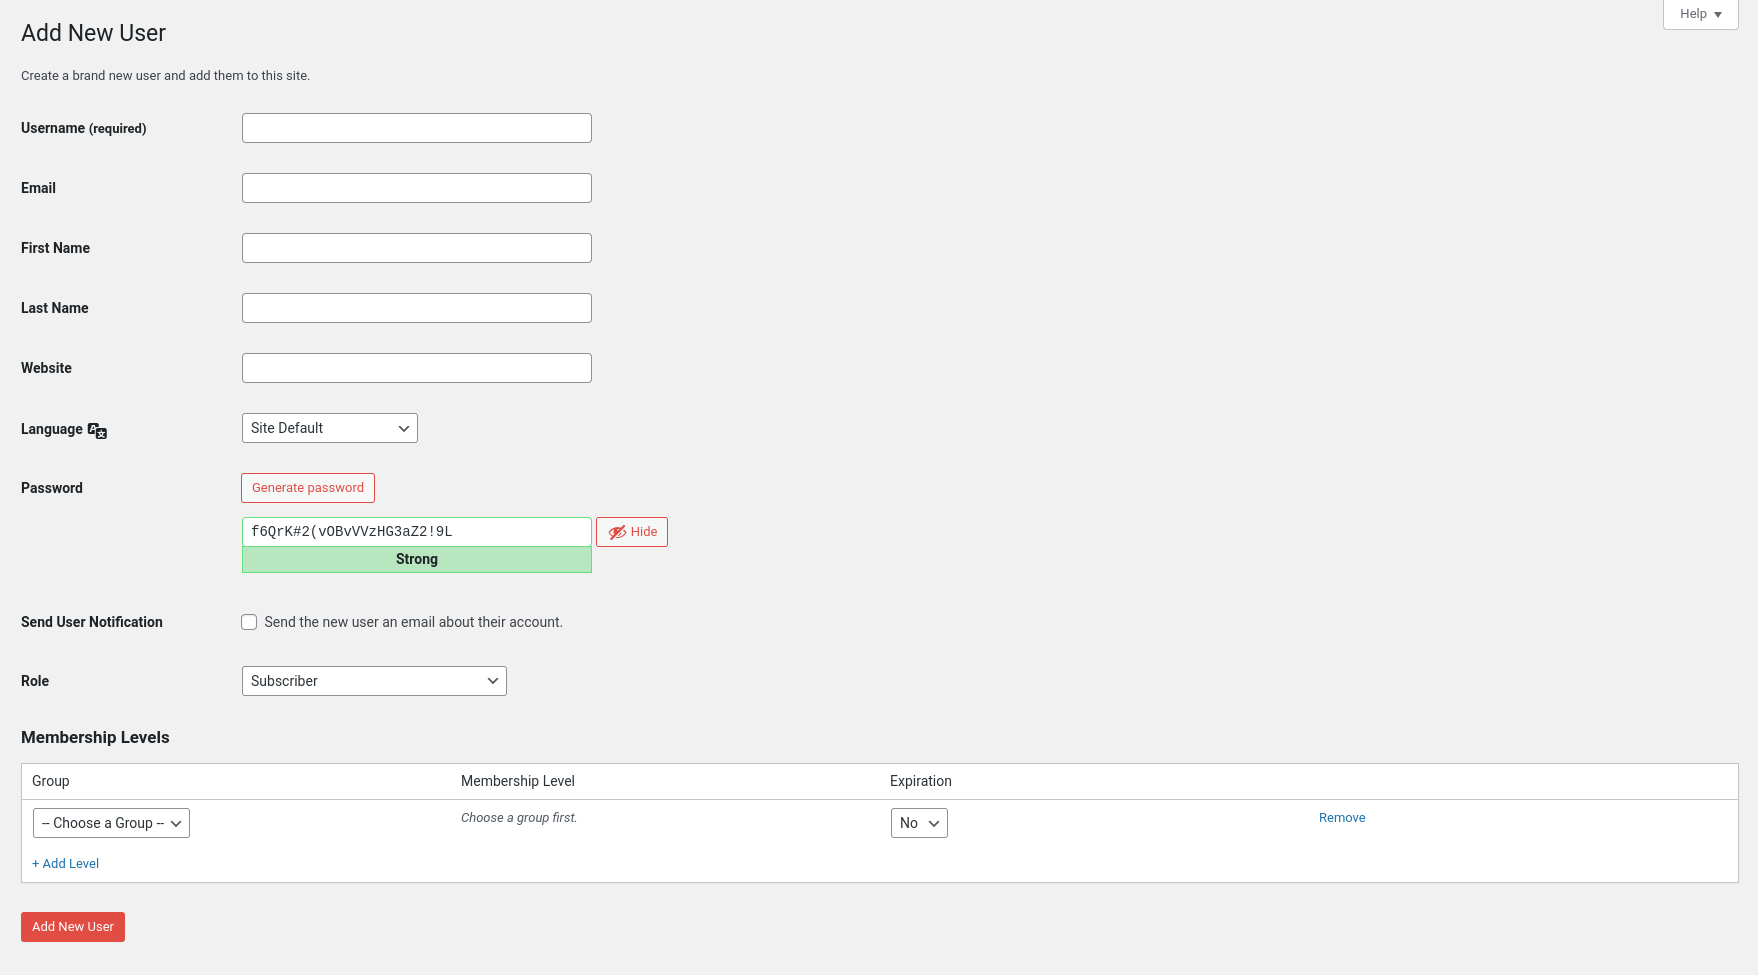 Help
Add New User
Create a brand new user and add them to this site.
Username (required)
Email
First Name
Last Name
Website
Language
Site Default
Password
Generate password
f6QrK#2(vOBvVVzHG3aZ2!9L
Hide
Strong
Send User Notification
Send the new user an email about their account.
Role
Subscriber
Membership Levels
Group Membership Level Expiration
-- Choose a Group -- Choose a group first. No Remove
+ Add Level
Add New User